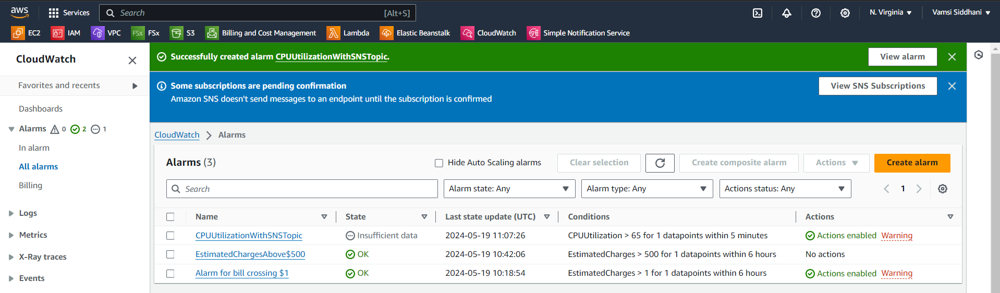 aws Services Search [Alt+S] N. Virginia Vamsi Siddhani
EC2 IAM VPC FSx FSx S3 Billing and Cost Management Lambda Elastic Beanstalk CloudWatch Simple Notification Service
CloudWatch
Favorites and recents
Dashboards
Alarms 0 2 1
In alarm
All alarms
Billing
Logs
Metrics
X-Ray traces
Events
Successfully created alarm CPUUtilizationWithSNSTopic. View alarm
Some subscriptions are pending confirmation View SNS Subscriptions
Amazon SNS doesn't send messages to an endpoint until the subscription is confirmed
CloudWatch Alarms
Alarms (3) Hide Auto Scaling alarms Clear selection Create composite alarm Actions Create alarm
Search Alarm state: Any Alarm type: Any Actions status: Any 1
Name State Last state update (UTC) Conditions Actions
CPUUtilizationWithSNSTopic Insufficient data 2024-05-19 11:07:26 CPUUtilization > 65 for 1 datapoints within 5 minutes Actions enabled Warning
EstimatedChargesAbove$500 OK 2024-05-19 10:42:06 EstimatedCharges > 500 for 1 datapoints within 6 hours No actions
Alarm for bill crossing $1 OK 2024-05-19 10:18:54 EstimatedCharges > 1 for 1 datapoints within 6 hours Actions enabled Warning